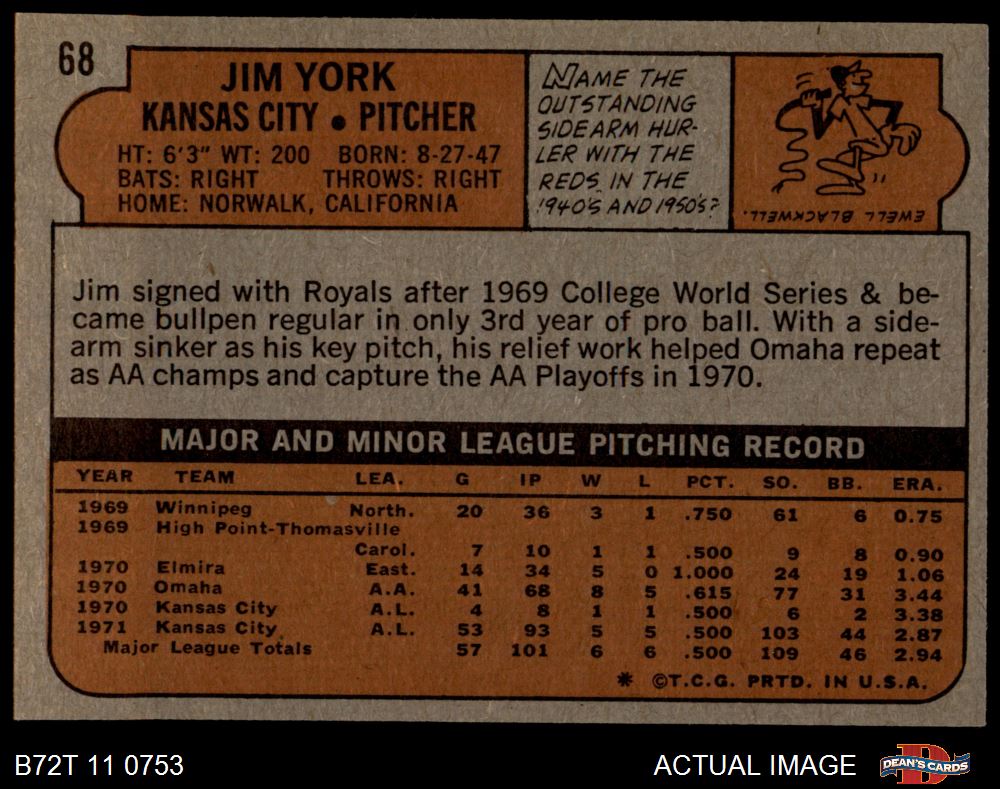 68
JIM YORK
KANSAS CITY • PITCHER
HT: 6'3" WT: 200 BORN: 8-27-47
BATS: RIGHT THROWS: RIGHT
HOME: NORWALK, CALIFORNIA
NAME THE
OUTSTANDING
SIDEARM HUR-
LER WITH THE
REDS IN THE
1940'S AND 1950'S?
EWELL BLACKWELL.
Jim signed with Royals after 1969 College World Series & be-
came bullpen regular in only 3rd year of pro ball. With a side-
arm sinker as his key pitch, his relief work helped Omaha repeat
as AA champs and capture the AA Playoffs in 1970.
MAJOR AND MINOR LEAGUE PITCHING RECORD
YEAR TEAM LEA. G IP W L PCT. SO. BB. ERA.
1969 Winnipeg North. 20 36 3 1 .750 61 6 0.75
1969 High Point-Thomasville
Carol. 7 10 1 1 .500 9 8 0.90
1970 Elmira East. 14 34 5 0 1.000 24 19 1.06
1970 Omaha A.A. 41 68 8 5 .615 77 31 3.44
1970 Kansas City A.L. 4 8 1 1 .500 6 2 3.38
1971 Kansas City A.L. 53 93 5 5 .500 103 44 2.87
Major League Totals 57 101 6 6 .500 109 46 2.94
* ©T.C.G. PRTD. IN U.S.A.
B72T 11 0753
ACTUAL IMAGE
DEAN'S CARDS